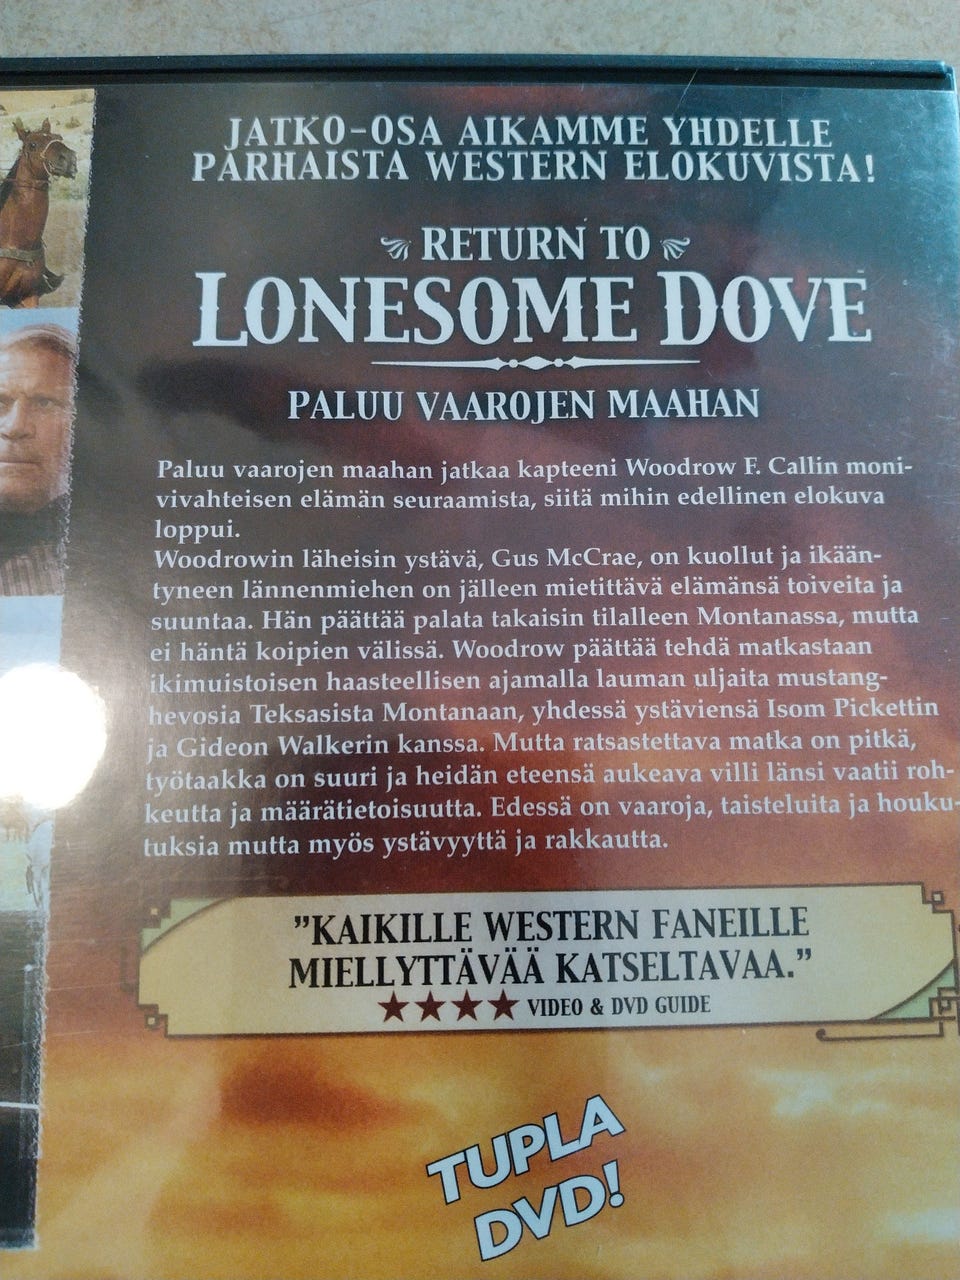 JATKO-OSA AIKAMME YHDELLE
PARHAISTA WESTERN ELOKUVISTA!
RETURN TO
LONESOME DOVE
PALUU VAAROJEN MAAHAN
Paluu vaarojen maahan jatkaa kapteeni Woodrow F. Callin moni-
vivahteisen elämän seuraamista, siitä mihin edellinen elokuva
loppui.
Woodrowin läheisin ystävä, Gus McCrae, on kuollut ja ikään-
tyneen lännenmiehen on jälleen mietittävä elämänsä toiveita ja
suuntaa. Hän päättää palata takaisin tilalleen Montanassa, mutta
ei häntä koipien välissä. Woodrow päättää tehdä matkastaan
ikimuistoisen haasteellisen ajamalla lauman uljaita mustang-
hevosia Teksasista Montanaan, yhdessä ystäviensä Isom Pickettin
ja Gideon Walkerin kanssa. Mutta ratsastettava matka on pitkä,
työtaakka on suuri ja heidän eteensä aukeava villi länsi vaatii roh-
keutta ja määrätietoisuutta. Edessä on vaaroja, taisteluita ja houku-
tuksia mutta myös ystävyyttä ja rakkautta.
”KAIKILLE WESTERN FANEILLE
MIELLYTTÄVÄÄ KATSELTAVAA.”
★★★★ VIDEO & DVD GUIDE
TUPLA
DVD!